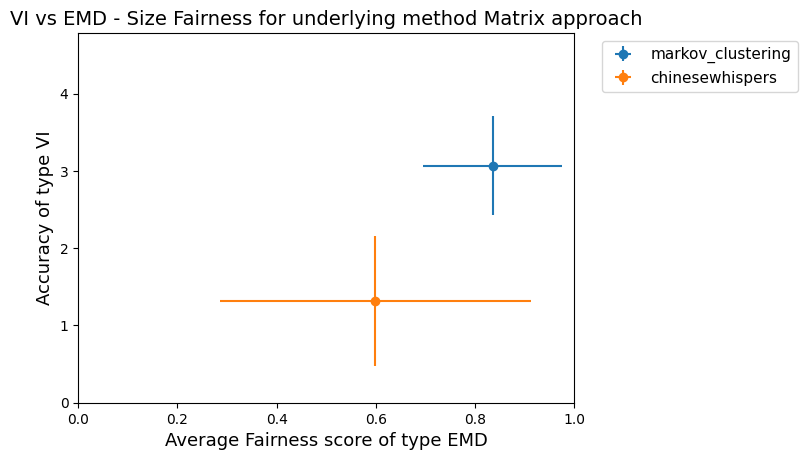 VI vs EMD - Size Fairness for underlying method Matrix approach
markov_clustering
chinesewhispers
Accuracy of type VI
4
3
2
1
0
0.0 0.2 0.4 0.6 0.8 1.0
Average Fairness score of type EMD